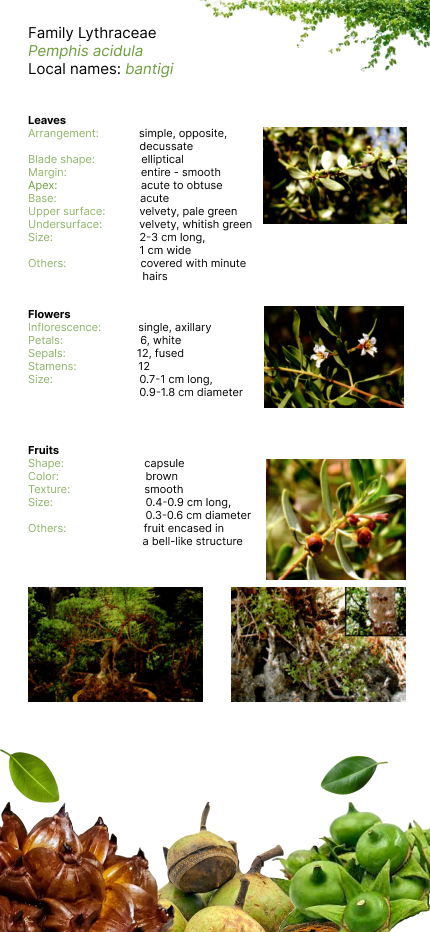 Family Lythraceae
Pemphis acidula
Local names: bantigi
Leaves
Arrangement: simple, opposite,
decussate
Blade shape: elliptical
Margin: entire - smooth
Apex: acute to obtuse
Base: acute
Upper surface: velvety, pale green
Undersurface: velvety, whitish green
Size: 2-3 cm long,
1 cm wide
Others: covered with minute
hairs
Flowers
Inflorescence: single, axillary
Petals: 6, white
Sepals: 12, fused
Stamens: 12
Size: 0.7-1 cm long,
0.9-1.8 cm diameter
Fruits
Shape: capsule
Color: brown
Texture: smooth
Size: 0.4-0.9 cm long,
0.3-0.6 cm diameter
Others: fruit encased in
a bell-like structure